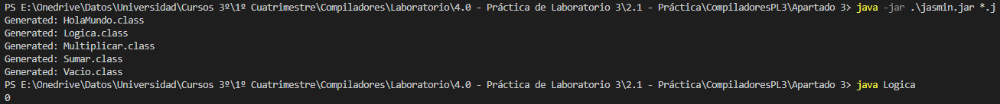 PS E:\Onedrive\Datos\Universidad\Cursos 3º\1º Cuatrimestre\Compiladores\Laboratorio\4.0 - Práctica de Laboratorio 3\2.1 - Práctica\CompiladoresPL3\Apartado 3> java -jar .\jasmin.jar *.j
Generated: HolaMundo.class
Generated: Logica.class
Generated: Multiplicar.class
Generated: Sumar.class
Generated: Vacio.class
PS E:\Onedrive\Datos\Universidad\Cursos 3º\1º Cuatrimestre\Compiladores\Laboratorio\4.0 - Práctica de Laboratorio 3\2.1 - Práctica\CompiladoresPL3\Apartado 3> java Logica
0